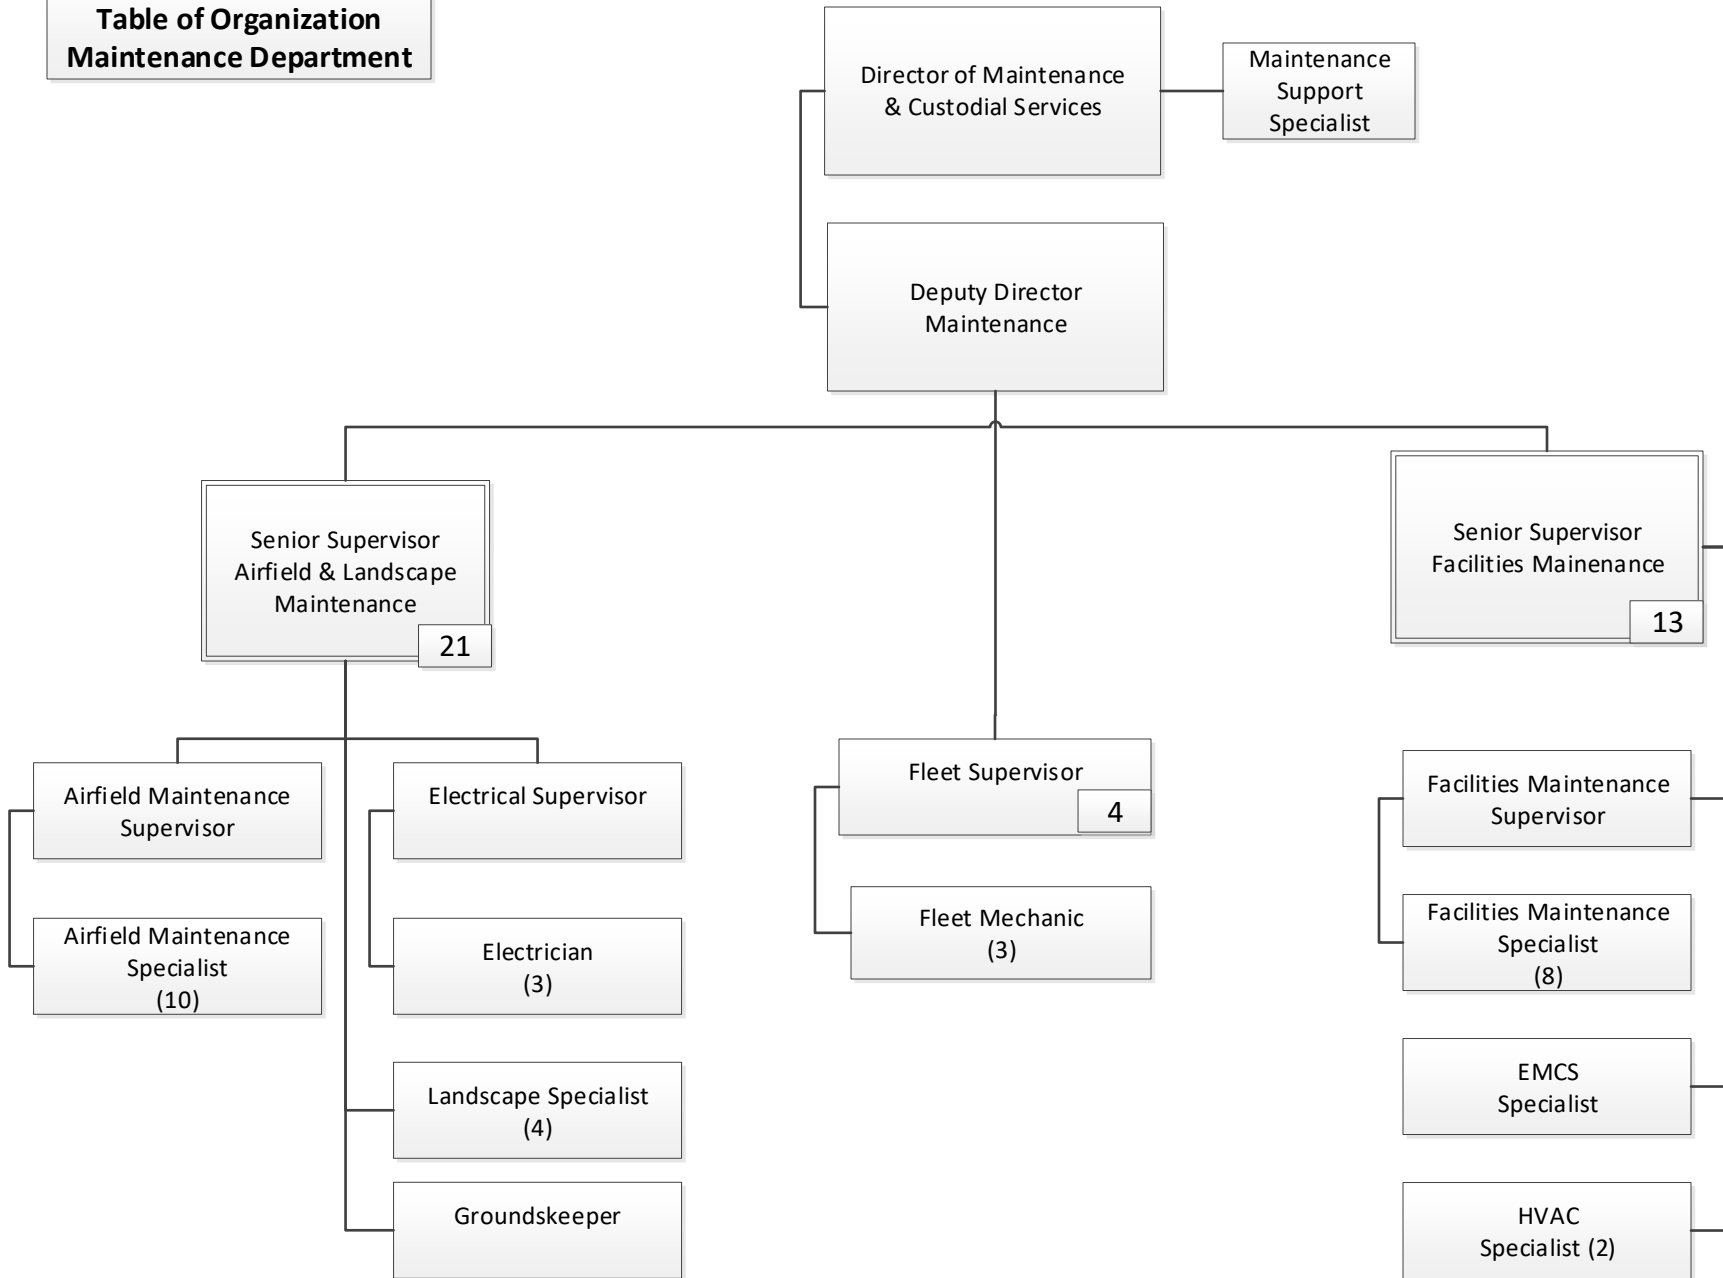 Table of Organization
Maintenance Department
Director of Maintenance
& Custodial Services
Maintenance
Support
Specialist
Deputy Director
Maintenance
Senior Supervisor
Airfield & Landscape
Maintenance
21
Senior Supervisor
Facilities Mainenance
13
Airfield Maintenance
Supervisor
Electrical Supervisor
Fleet Supervisor
4
Facilities Maintenance
Supervisor
Airfield Maintenance
Specialist
(10)
Electrician
(3)
Fleet Mechanic
(3)
Facilities Maintenance
Specialist
(8)
Landscape Specialist
(4)
EMCS
Specialist
Groundskeeper
HVAC
Specialist (2)